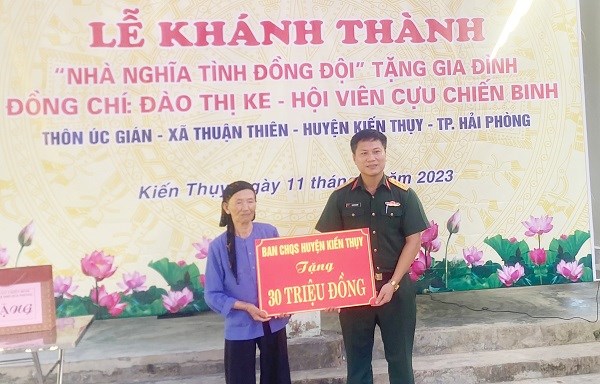 LỄ KHÁNH THÀNH
"NHÀ NGHĨA TÌNH ĐỒNG ĐỘI" TẶNG GIA ĐÌNH
ĐỒNG CHÍ: ĐÀO THỊ KE - HỘI VIÊN CỰU CHIẾN BINH
THÔN ÚC GIÁN - XÃ THUẬN THIÊN - HUYỆN KIẾN THỤY - TP. HẢI PHÒNG
Kiến Thụy, ngày 11 tháng 2023
BAN CHQS HUYỆN KIẾN THỤY
Tặng
30 TRIỆU ĐỒNG